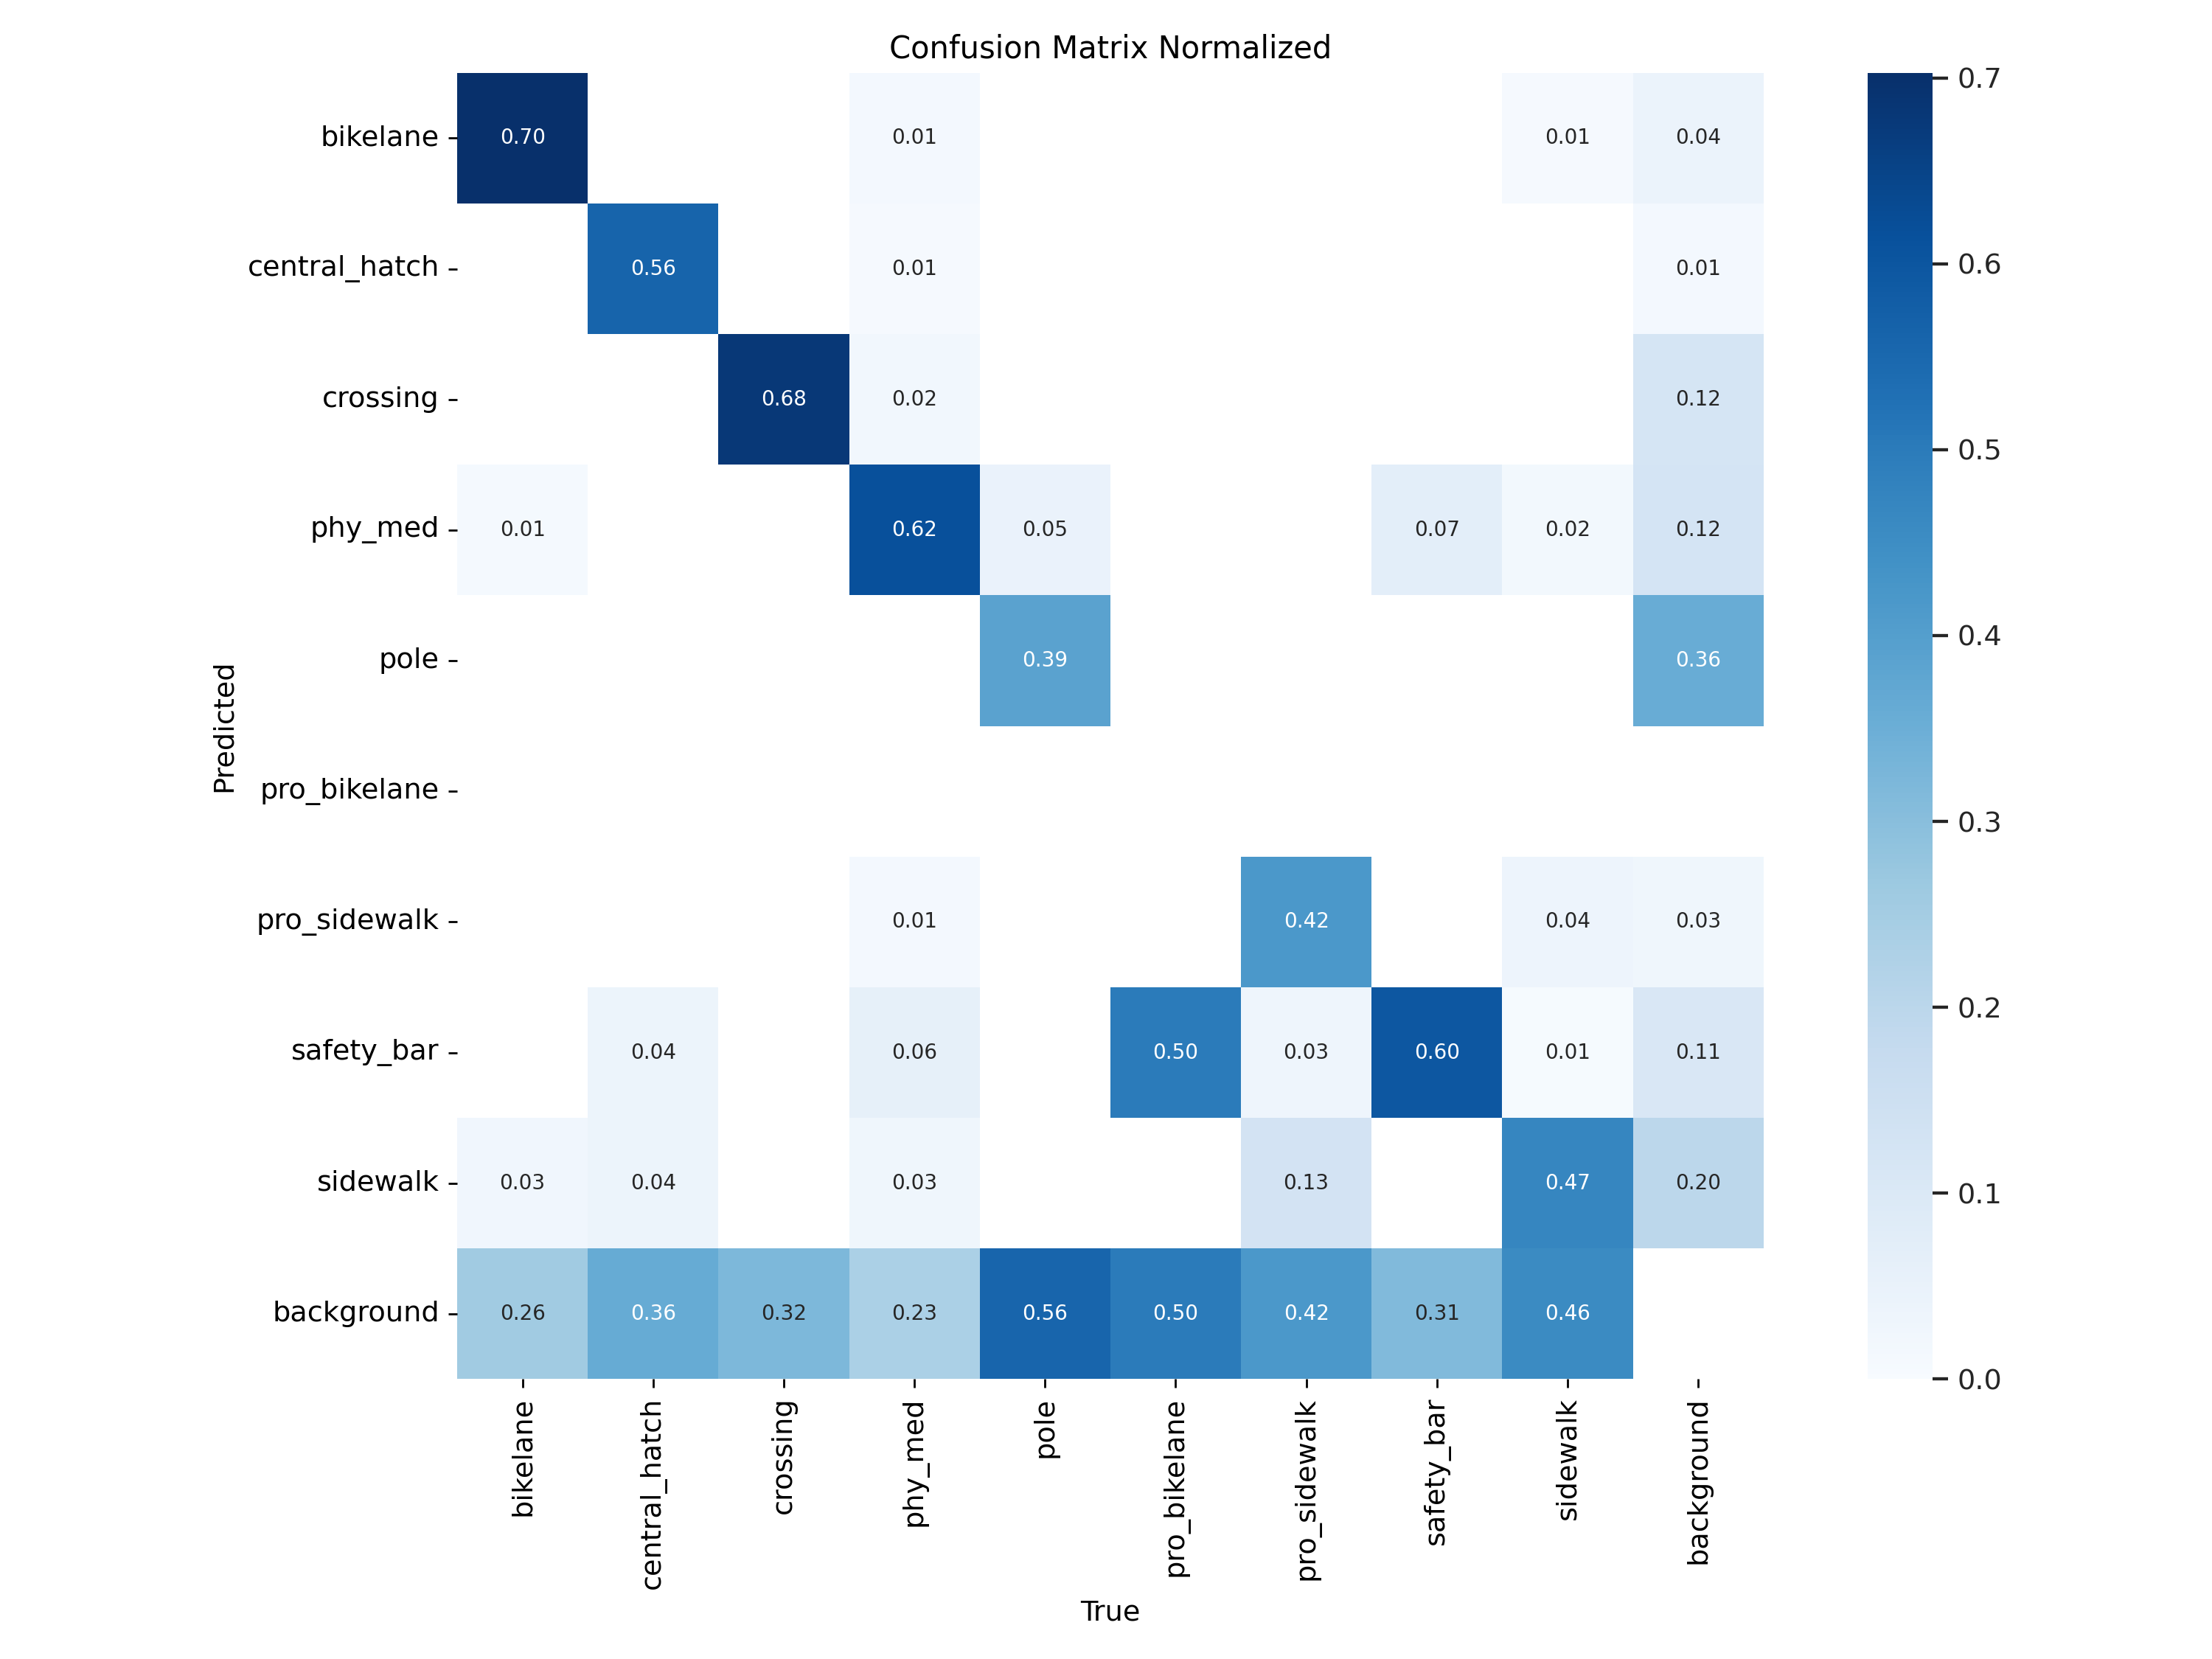 Confusion Matrix Normalized
bikelane 0.70 0.01 0.01 0.04
central_hatch 0.56 0.01 0.01
crossing 0.68 0.02 0.12
phy_med 0.01 0.62 0.05 0.07 0.02 0.12
pole 0.39 0.36
pro_bikelane
pro_sidewalk 0.01 0.42 0.04 0.03
safety_bar 0.04 0.06 0.50 0.03 0.60 0.01 0.11
sidewalk 0.03 0.04 0.03 0.13 0.47 0.20
background 0.26 0.36 0.32 0.23 0.56 0.50 0.42 0.31 0.46
Predicted
bikelane central_hatch crossing phy_med pole pro_bikelane pro_sidewalk safety_bar sidewalk background
True
0.7
0.6
0.5
0.4
0.3
0.2
0.1
0.0